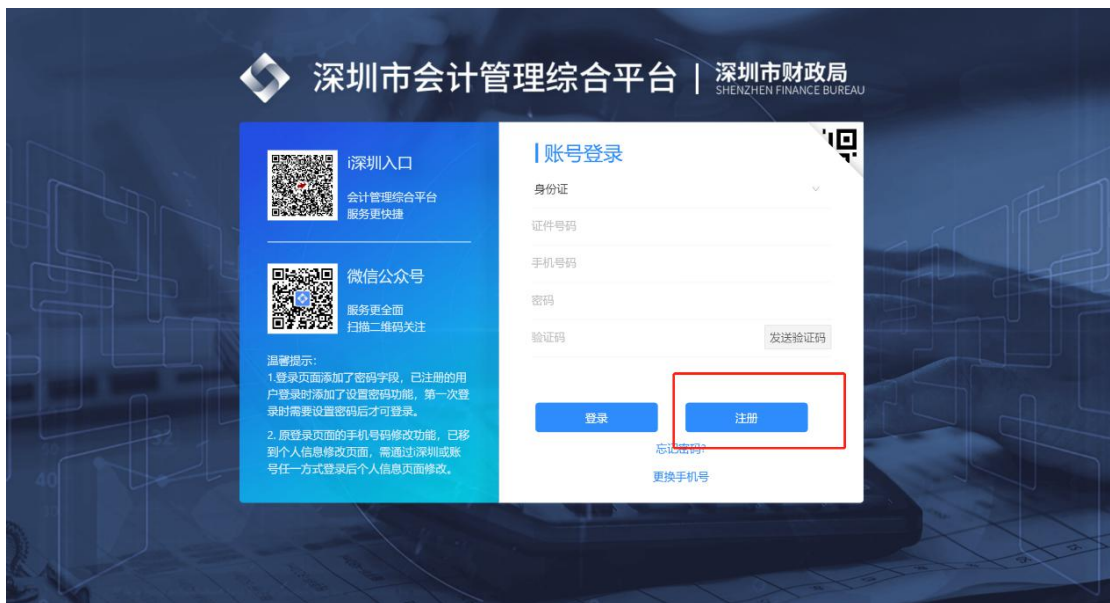 深圳市会计管理综合平台
深圳市财政局
SHENZHEN FINANCE BUREAU
i深圳入口
会计管理综合平台
服务更快捷
微信公众号
服务更全面
扫描二维码关注
温馨提示：
1.登录页面添加了密码字段，已注册的用
户登录时添加了设置密码功能，第一次登
录时需要设置密码后才可登录。
2. 原登录页面的手机号码修改功能，已移
到个人信息修改页面，需通过i深圳或账
号任一方式登录后个人信息页面修改。
账号登录
身份证
证件号码
手机号码
密码
验证码
发送验证码
登录
注册
忘记密码?
更换手机号